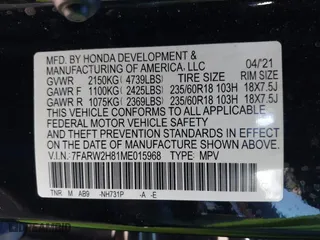 MFD. BY HONDA DEVELOPMENT &
MANUFACTURING OF AMERICA, LLC 04/'21
GVWR 2150KG( 4739LBS) TIRE SIZE RIM SIZE
GAWR F 1100KG( 2425LBS) 235/60R18 103H 18X7.5J
GAWR R 1075KG( 2369LBS) 235/60R18 103H 18X7.5J
THIS VEHICLE CONFORMS TO ALL APPLICABLE
FEDERAL MOTOR VEHICLE SAFETY
AND THEFT PREVENTION STANDARDS IN EFFECT
ON THE DATE OF MANUFACTURE SHOWN ABOVE.
V.I.N. 7FARW2H81ME015968 TYPE: MPV
TNR M AB9 -NH731P -A -E